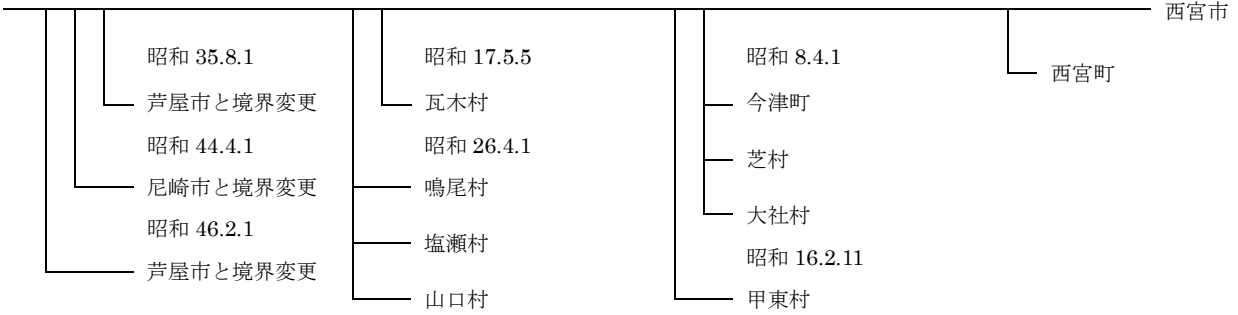 西宮市
西宮町
昭和 8.4.1
今津町
芝村
大社村
昭和 16.2.11
甲東村
昭和 17.5.5
瓦木村
昭和 26.4.1
鳴尾村
塩瀬村
山口村
昭和 35.8.1
芦屋市と境界変更
昭和 44.4.1
尼崎市と境界変更
昭和 46.2.1
芦屋市と境界変更